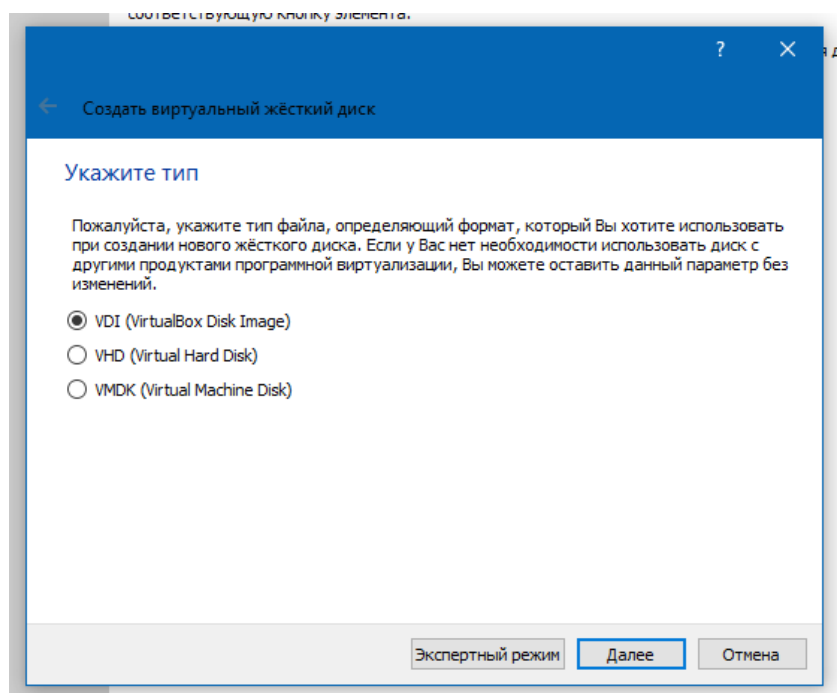 соответствующую кнопку элемента.
?
Создать виртуальный жёсткий диск
Укажите тип
Пожалуйста, укажите тип файла, определяющий формат, который Вы хотите использовать
при создании нового жёсткого диска. Если у Вас нет необходимости использовать диск с
другими продуктами программной виртуализации, Вы можете оставить данный параметр без
изменений.
VDI (VirtualBox Disk Image)
VHD (Virtual Hard Disk)
VMDK (Virtual Machine Disk)
Экспертный режим Далее Отмена